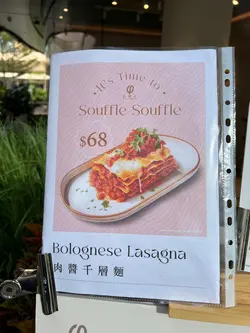 ·It's Time to·
Souffle Souffle
$68
Bolognese Lasagna
肉醬千層麵